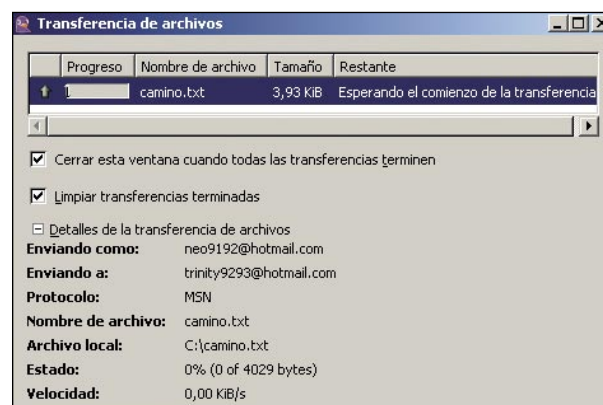 Transferencia de archivos
Progreso Nombre de archivo Tamaño Restante
camino.txt 3,93 KiB Esperando el comienzo de la transferencia
Cerrar esta ventana cuando todas las transferencias terminen
Limpiar transferencias terminadas
Detalles de la transferencia de archivos
Enviando como: neo9192@hotmail.com
Enviando a: trinity9293@hotmail.com
Protocolo: MSN
Nombre de archivo: camino.txt
Archivo local: C:\camino.txt
Estado: 0% (0 of 4029 bytes)
Velocidad: 0,00 KiB/s